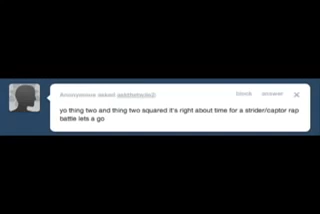 Anonymous asked block answer
yo thing two and thing two squared it's right about time for a strider/captor rap
battle lets a go